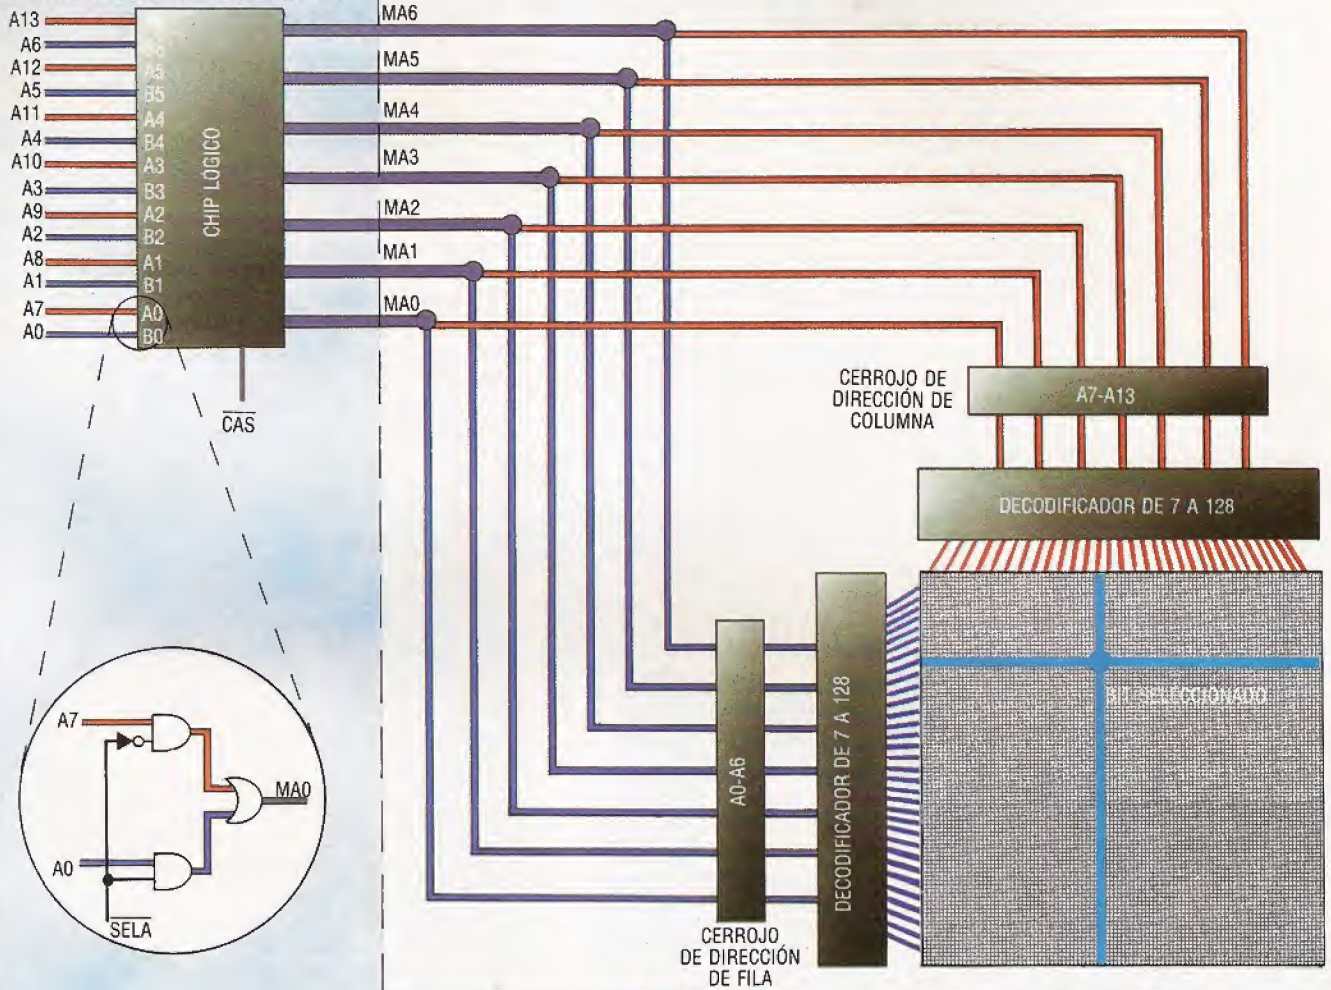 A13
A6
A12
A5
A11
A4
A10
A3
A9
A2
A8
A1
A7
A0
A5
B5
A4
B4
A3
B3
A2
B2
A1
B1
A0
B0
CHIP LOGICO
CAS
MA6
MA5
MA4
MA3
MA2
MA1
MA0
CERROJO DE
DIRECCIÓN DE
COLUMNA
A7-A13
DECODIFICADOR DE 7 A 128
BIT SELECCIONADO
DECODIFICADOR DE 7 A 128
A0-A6
CERROJO
DE DIRECCIÓN
DE FILA
A7
MA0
A0
SELA